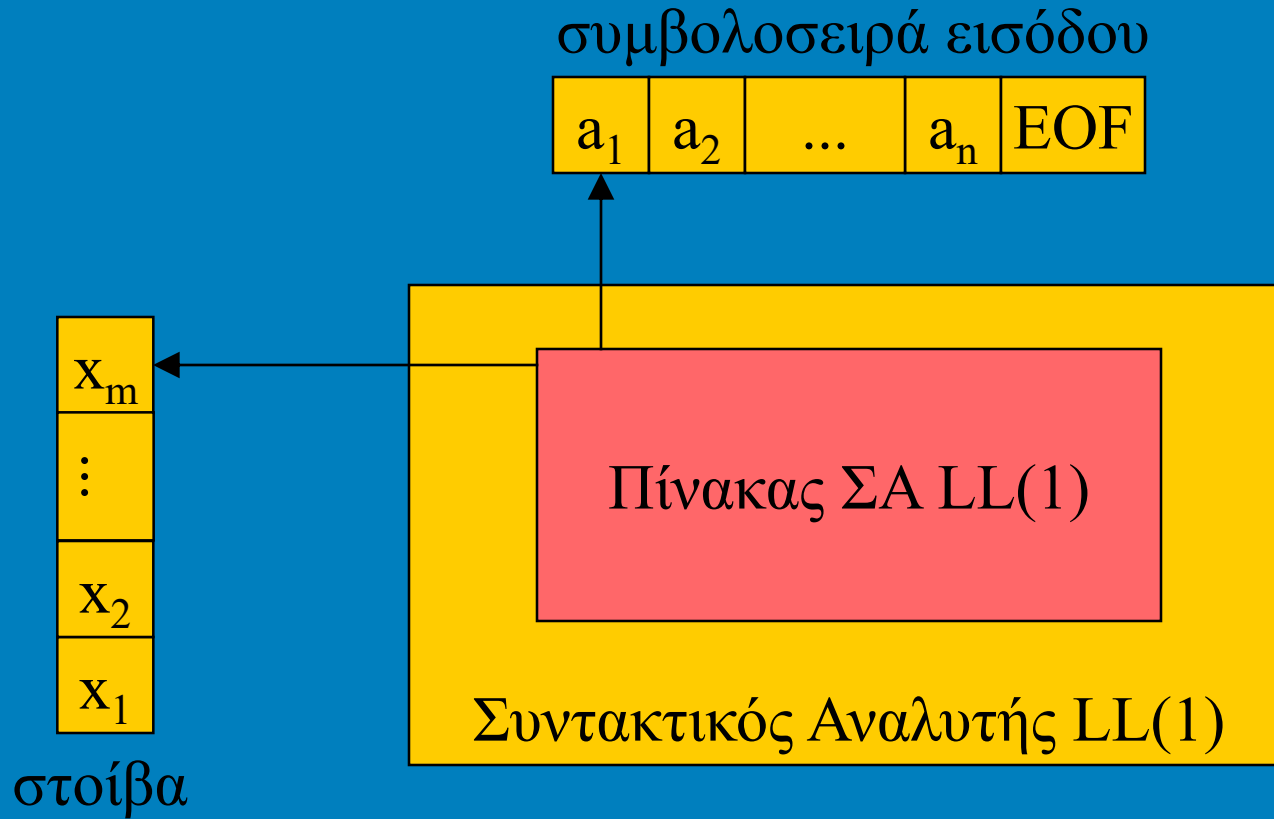 συμβολοσειρά εισόδου
a₁ a₂ ... aₙ EOF
xₘ
⋮
x₂
x₁
στοίβα
Πίνακας ΣΑ LL(1)
Συντακτικός Αναλυτής LL(1)